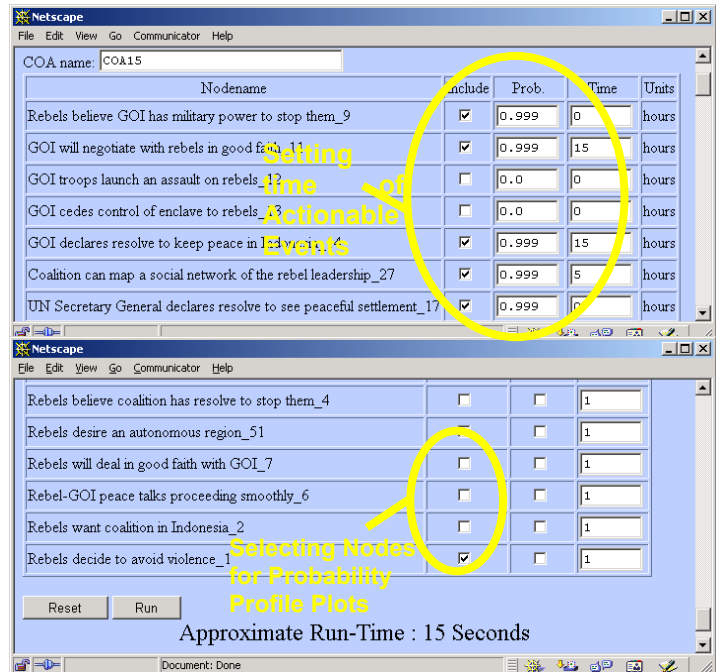 Netscape
File Edit View Go Communicator Help
COA name: COA15
Nodename Include Prob. Time Units
Rebels believe GOI has military power to stop them_9 0.999 0 hours
GOI will negotiate with rebels in good faith_11 0.999 15 hours
GOI troops launch an assault on rebels_12 0.0 0 hours
GOI cedes control of enclave to rebels_13 0.0 0 hours
GOI declares resolve to keep peace in Indonesia_14 0.999 15 hours
Coalition can map a social network of the rebel leadership_27 0.999 5 hours
UN Secretary General declares resolve to see peaceful settlement_17 0.999 0 hours
Setting
time of
Actionable
Events
Netscape
File Edit View Go Communicator Help
Rebels believe coalition has resolve to stop them_4 1
Rebels desire an autonomous region_51 1
Rebels will deal in good faith with GOI_7 1
Rebel-GOI peace talks proceeding smoothly_6 1
Rebels want coalition in Indonesia_2 1
Rebels decide to avoid violence_1 1
Selecting Nodes
for Probability
Profile Plots
Reset Run
Approximate Run-Time : 15 Seconds
Document: Done